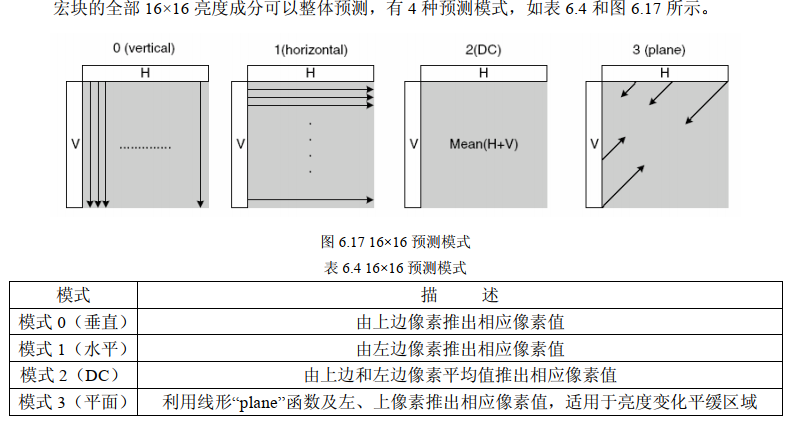 宏块的全部 16×16 亮度成分可以整体预测，有 4 种预测模式，如表 6.4 和图 6.17 所示。
0 (vertical) 1(horizontal) 2(DC) 3 (plane)
H H H H
V V V Mean(H+V) V
图 6.17 16×16 预测模式
表 6.4 16×16 预测模式
模式 描 述
模式 0（垂直） 由上边像素推出相应像素值
模式 1（水平） 由左边像素推出相应像素值
模式 2（DC） 由上边和左边像素平均值推出相应像素值
模式 3（平面） 利用线形“plane”函数及左、上像素推出相应像素值，适用于亮度变化平缓区域